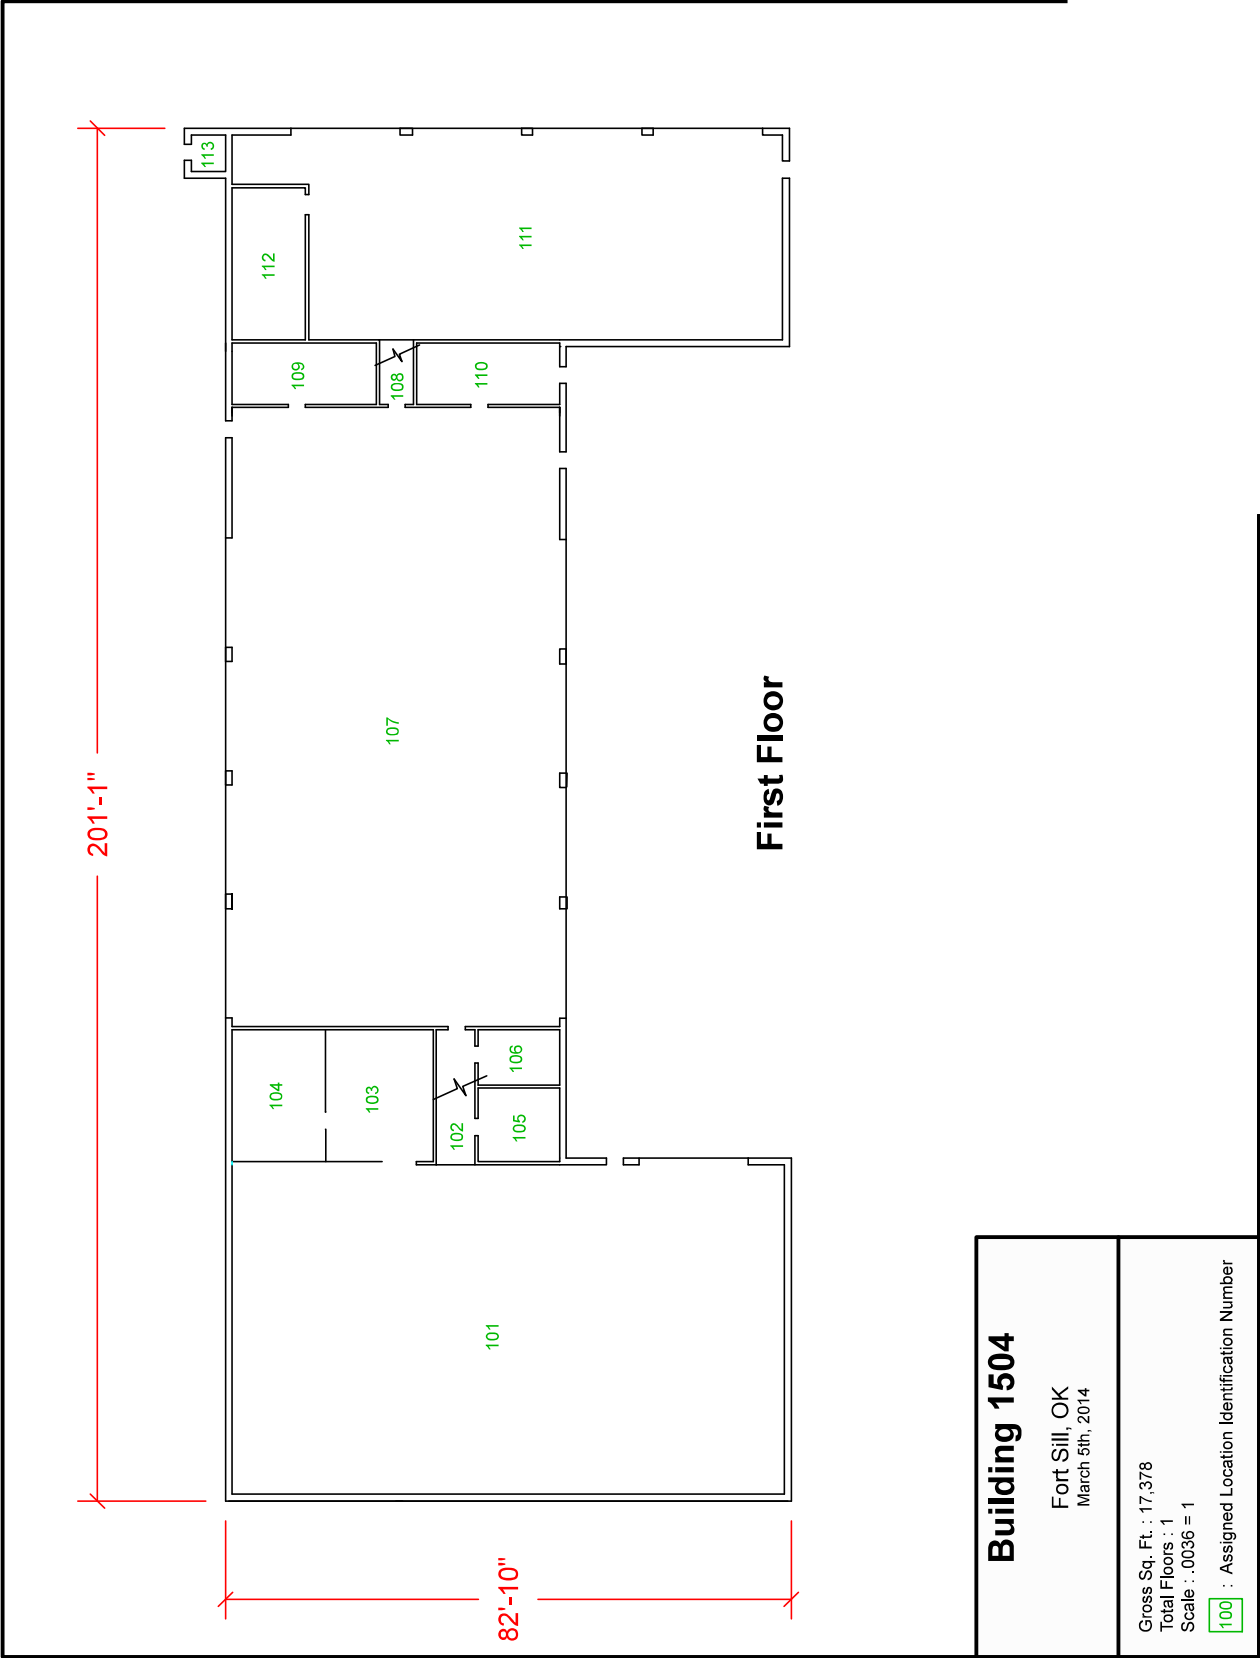 201'-1"
113
112
111
109
108
110
107
104
103
102
106
105
101
82'-10"
First Floor
Building 1504
Fort Sill, OK
March 5th, 2014
Gross Sq. Ft. : 17,378
Total Floors : 1
Scale : .0036 = 1
100 : Assigned Location Identification Number